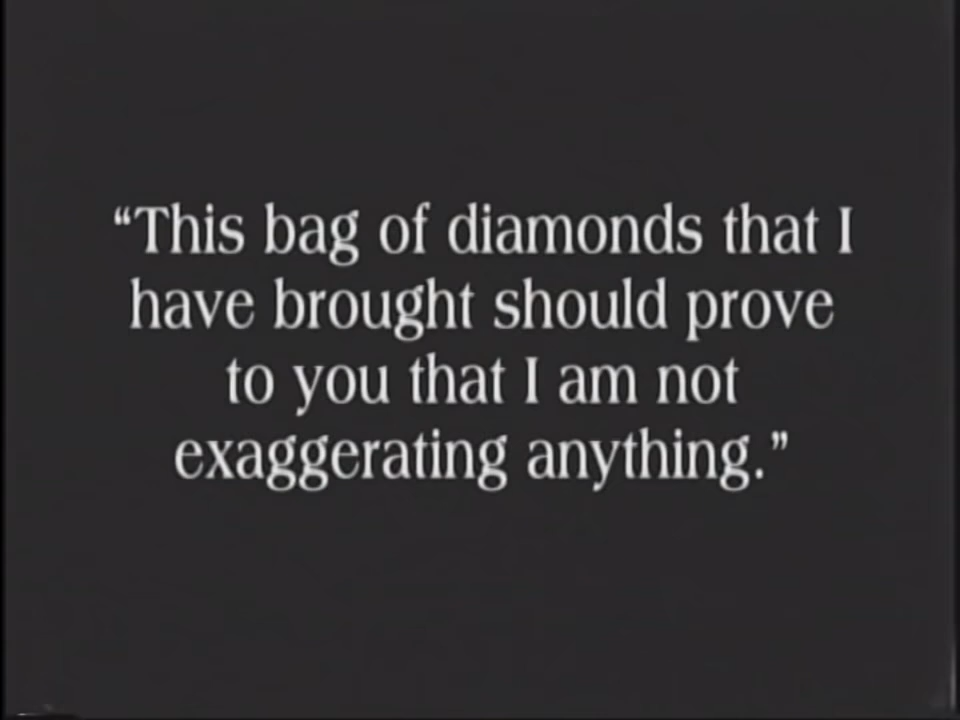 “This bag of diamonds that I
have brought should prove
to you that I am not
exaggerating anything.”